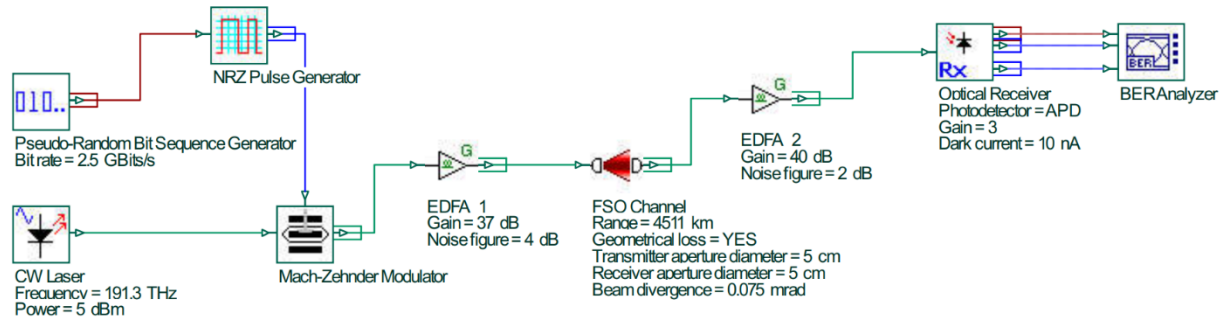 NRZ Pulse Generator
010..
Pseudo-Random Bit Sequence Generator
Bit rate = 2.5 GBits/s
CW Laser
Frequency = 191.3 THz
Power = 5 dBm
Mach-Zehnder Modulator
G
EDFA 1
Gain = 37 dB
Noise figure = 4 dB
FSO Channel
Range = 4511 km
Geometrical loss = YES
Transmitter aperture diameter = 5 cm
Receiver aperture diameter = 5 cm
Beam divergence = 0.075 mrad
G
EDFA 2
Gain = 40 dB
Noise figure = 2 dB
Rx
Optical Receiver
Photodetector = APD
Gain = 3
Dark current = 10 nA
BER
BER Analyzer